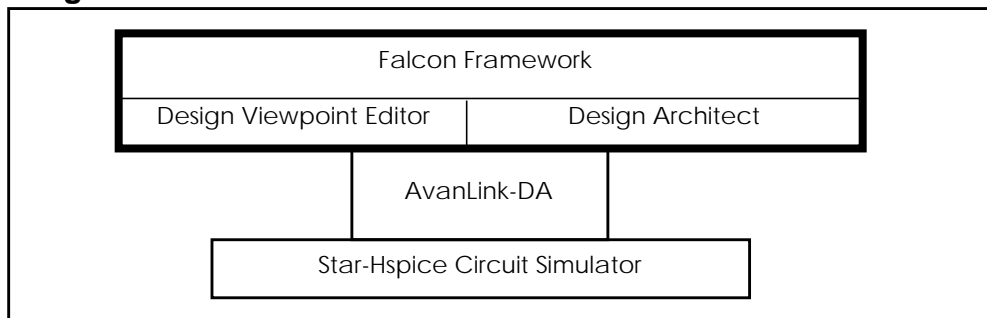 Falcon Framework
Design Viewpoint Editor Design Architect
AvanLink-DA
Star-Hspice Circuit Simulator